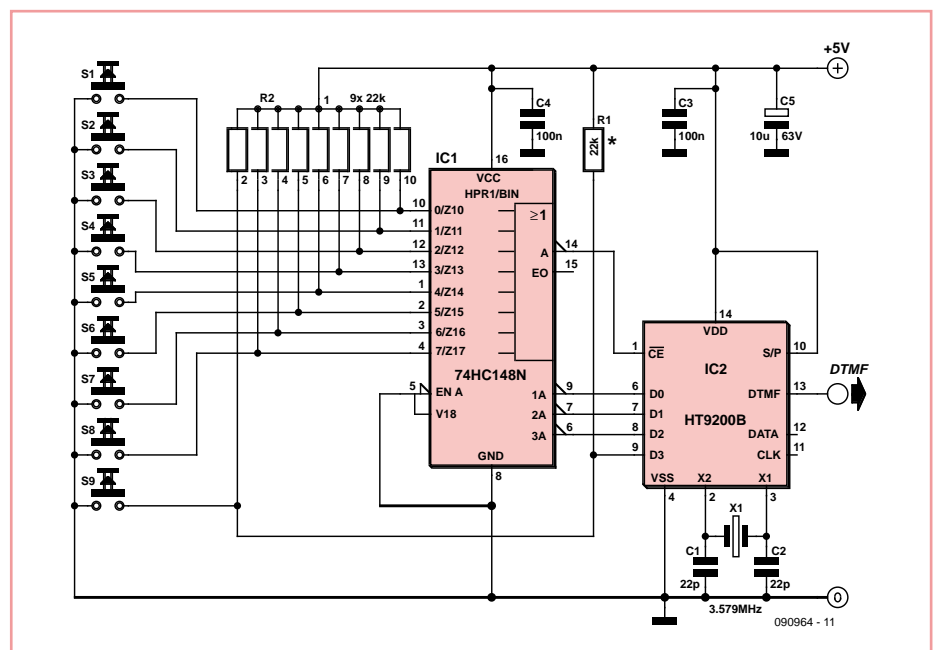 +5V
S1
S2
S3
S4
S5
S6
S7
S8
S9
R2
1
9x 22k
2
3
4
5
6
7
8
9
10
C4
100n
R1
22k
*
C3
100n
C5
10u
63V
IC1
16
VCC
HPR1/BIN
≥1
10
0/Z10
11
1/Z11
12
2/Z12
13
3/Z13
1
4/Z14
2
5/Z15
3
6/Z16
4
7/Z17
A
14
EO
15
74HC148N
5
EN A
V18
1A
9
2A
7
3A
6
GND
8
14
VDD
1
CE
S/P
10
IC2
6
D0
DTMF
13
DTMF
7
D1
HT9200B
8
D2
DATA
12
9
D3
CLK
11
VSS
X2
X1
4
2
3
X1
C1
C2
22p
22p
3.579MHz
0
090964 - 11